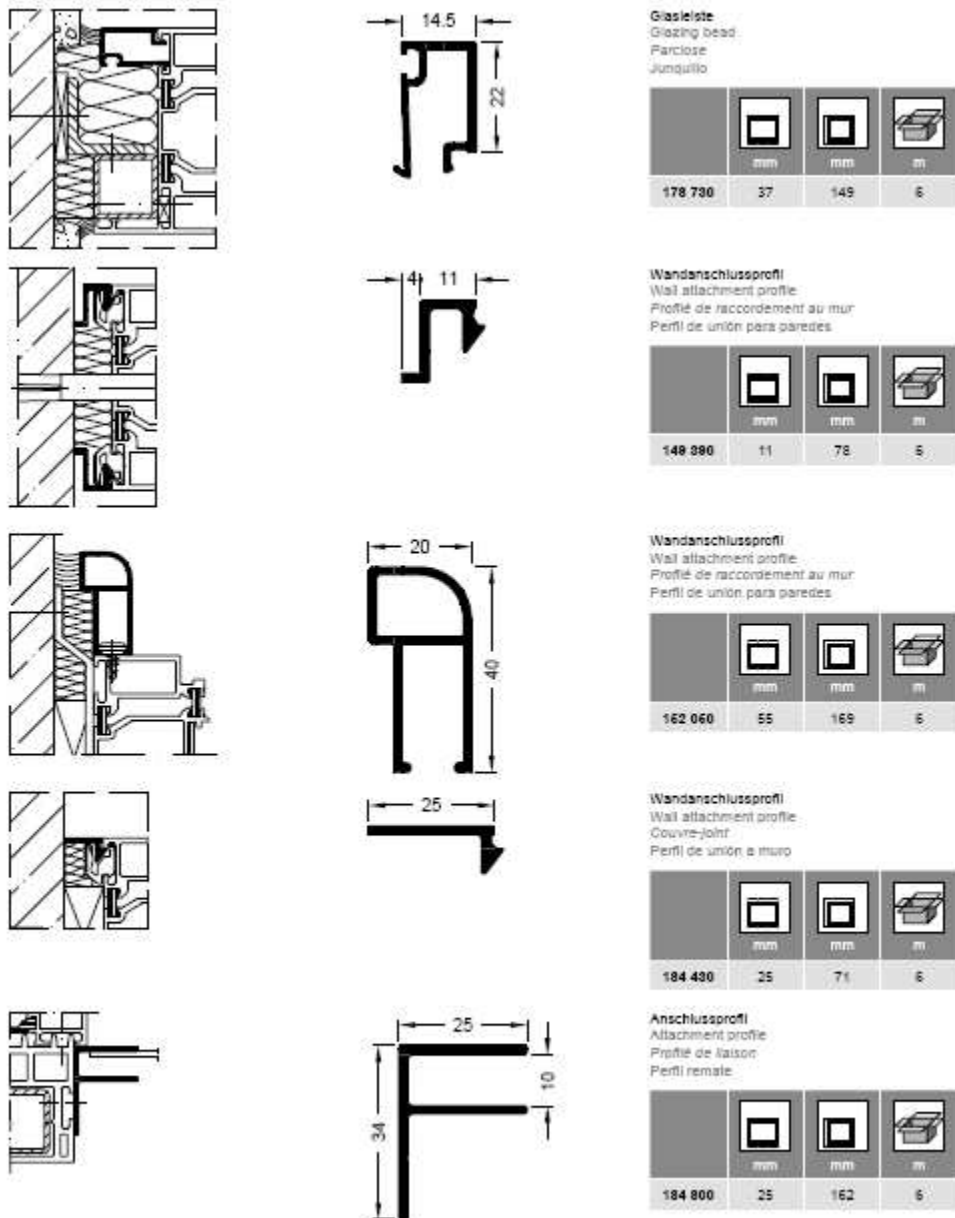 14.5
22
Glasleiste
Glazing bead
Parclose
Junquillo
mm mm m
178 730 37 149 6
4 11
Wandanschlussprofil
Wall attachment profile
Profilé de raccordement au mur
Perfil de unión para paredes
mm mm m
149 390 11 78 6
20
40
Wandanschlussprofil
Wall attachment profile
Profilé de raccordement au mur
Perfil de unión para paredes
mm mm m
162 060 55 169 6
25
Wandanschlussprofil
Wall attachment profile
Couvre-joint
Perfil de unión a muro
mm mm m
184 430 25 71 6
25
10
34
Anschlussprofil
Attachment profile
Profilé de liaison
Perfil remate
mm mm m
184 800 25 162 6